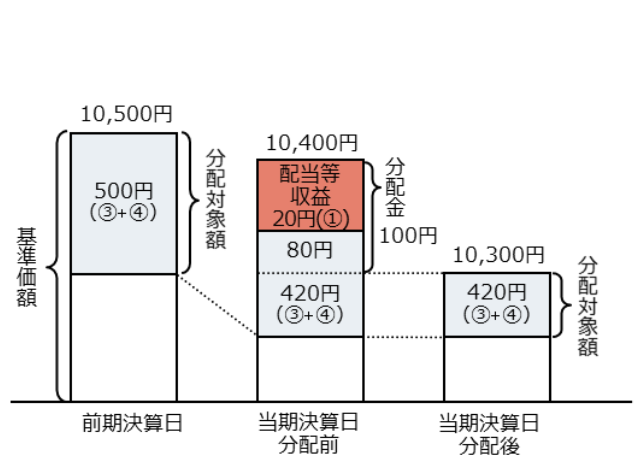 10,500円
500円
(③+④)
分配対象額
基準価額
前期決算日
10,400円
配当等
収益
20円(①)
80円
420円
(③+④)
分配金
100円
当期決算日
分配前
10,300円
420円
(③+④)
分配対象額
当期決算日
分配後